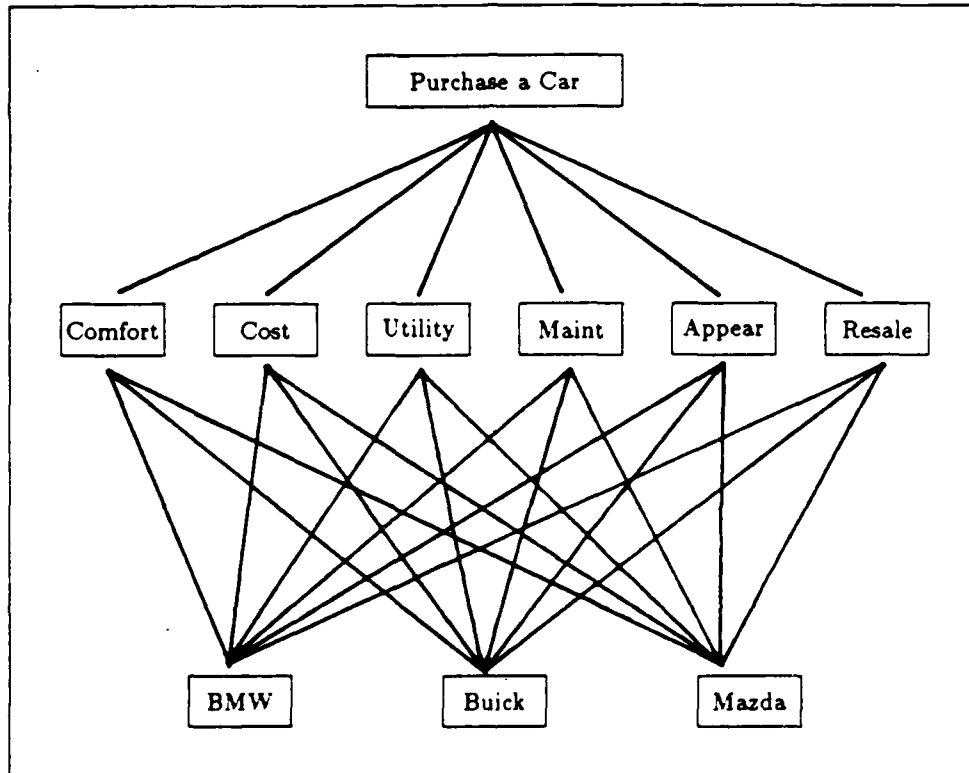 Purchase a Car
Comfort
Cost
Utility
Maint
Appear
Resale
BMW
Buick
Mazda